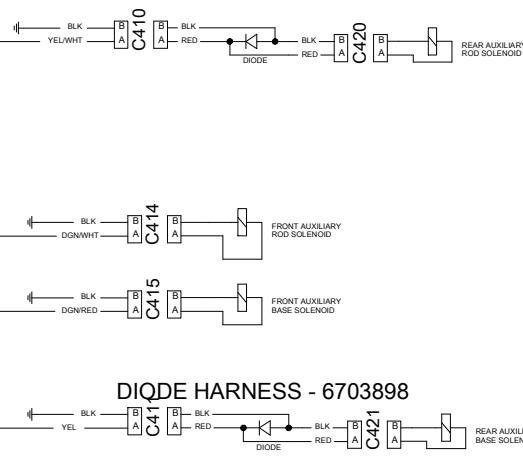 BLK B B BLK
YEL/WHT A C410 A RED BLK B C420 B REAR AUXILIARY
DIODE RED A A ROD SOLENOID
BLK B C414 B FRONT AUXILIARY
DGN/WHT A A ROD SOLENOID
BLK B C415 B FRONT AUXILIARY
DGN/RED A A BASE SOLENOID
DIODE HARNESS - 6703898
BLK B B BLK
YEL A A RED BLK B C421 B REAR
DIODE RED A A BASE